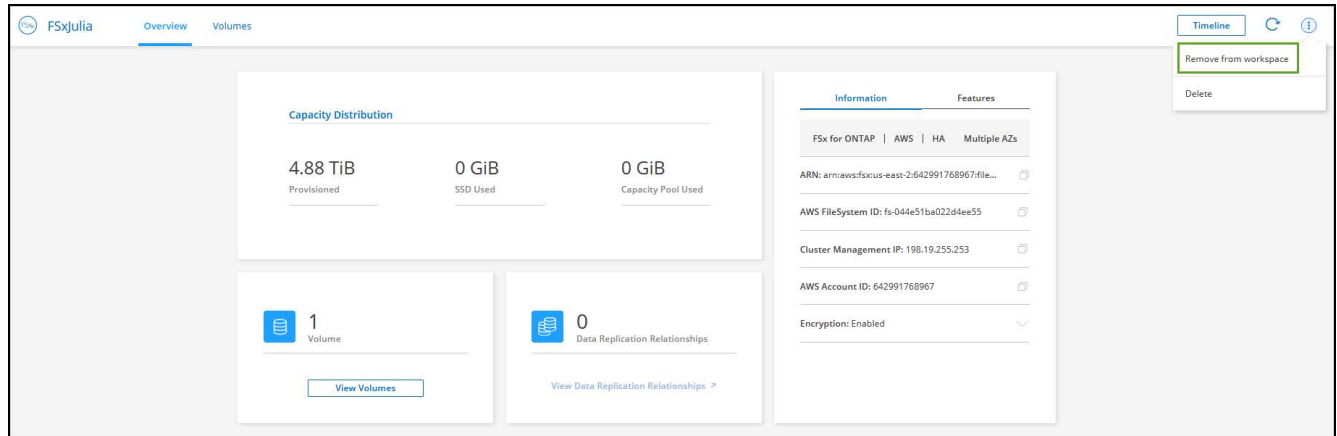 FSx
FSxJulia
Overview
Volumes
Timeline
Remove from workspace
Delete
Capacity Distribution
4.88 TiB
Provisioned
0 GiB
SSD Used
0 GiB
Capacity Pool Used
1
Volume
View Volumes
0
Data Replication Relationships
View Data Replication Relationships ↗
Information
Features
FSx for ONTAP | AWS | HA Multiple AZs
ARN: arn:aws:fsx:us-east-2:642991768967:file...
AWS FileSystem ID: fs-044e51ba022d4ee55
Cluster Management IP: 198.19.255.253
AWS Account ID: 642991768967
Encryption: Enabled